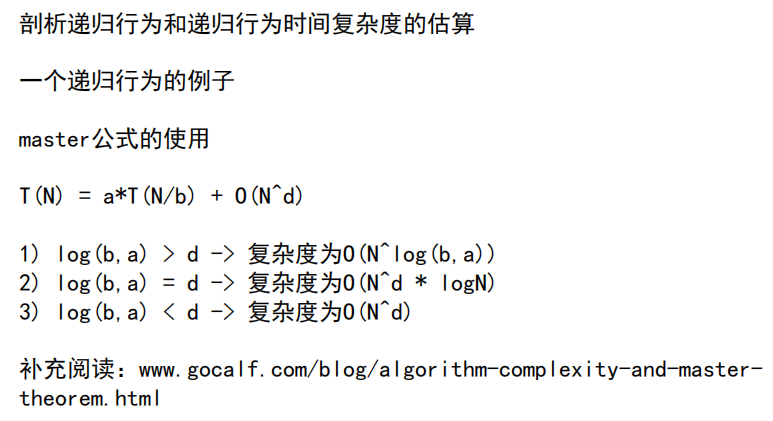 剖析递归行为和递归行为时间复杂度的估算
一个递归行为的例子
master公式的使用
T(N) = a*T(N/b) + O(N^d)
1) log(b,a) > d -> 复杂度为O(N^log(b,a))
2) log(b,a) = d -> 复杂度为O(N^d * logN)
3) log(b,a) < d -> 复杂度为O(N^d)
补充阅读：www.gocalf.com/blog/algorithm-complexity-and-master-
theorem.html